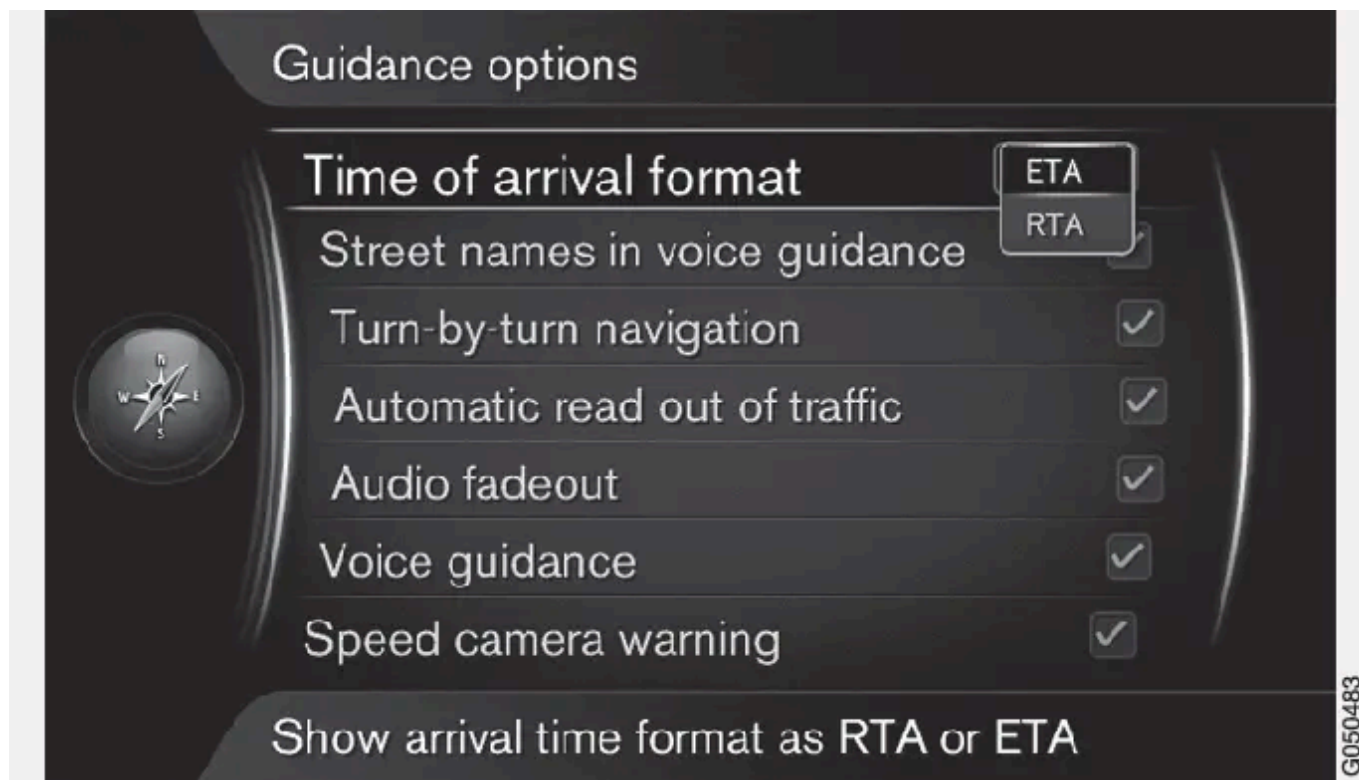 Guidance options
Time of arrival format
ETA
RTA
Street names in voice guidance
Turn-by-turn navigation
Automatic read out of traffic
Audio fadeout
Voice guidance
Speed camera warning
Show arrival time format as RTA or ETA
N
W
E
S
G050483